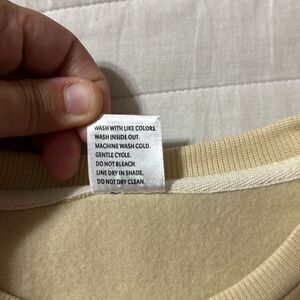 WASH WITH LIKE COLORS.
WASH INSIDE OUT.
MACHINE WASH COLD.
GENTLE CYCLE.
DO NOT BLEACH.
LINE DRY IN SHADE.
DO NOT DRY CLEAN.